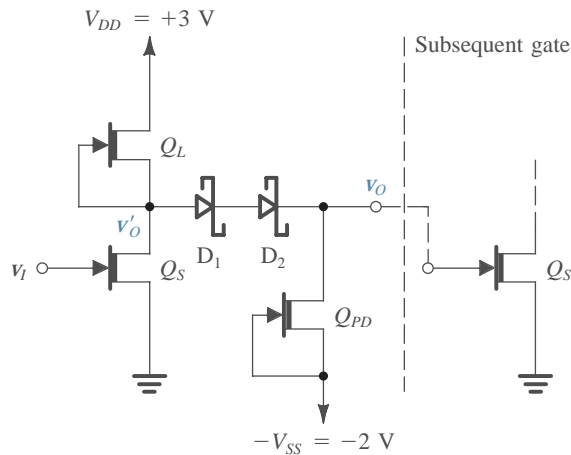 V_DD = +3 V
Subsequent gate
Q_L
v_O
v'_O
D_1
D_2
v_I
Q_S
Q_S
Q_PD
−V_SS = −2 V